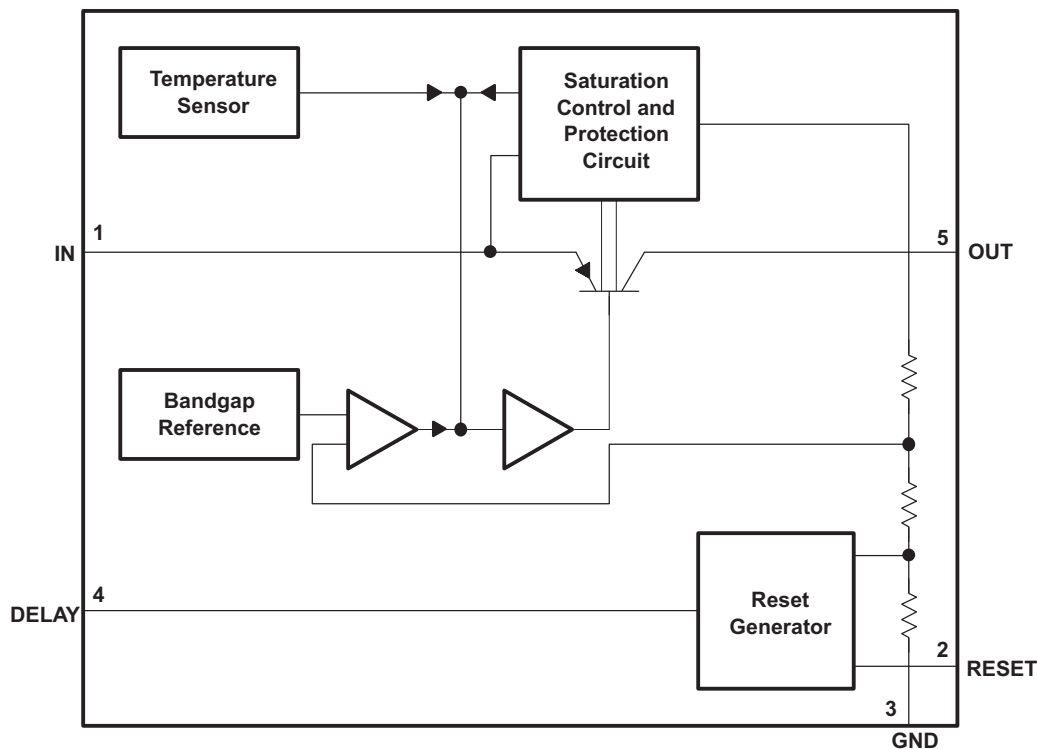 Temperature
Sensor
Saturation
Control and
Protection
Circuit
1
IN
5
OUT
Bandgap
Reference
4
DELAY
Reset
Generator
2
RESET
3
GND